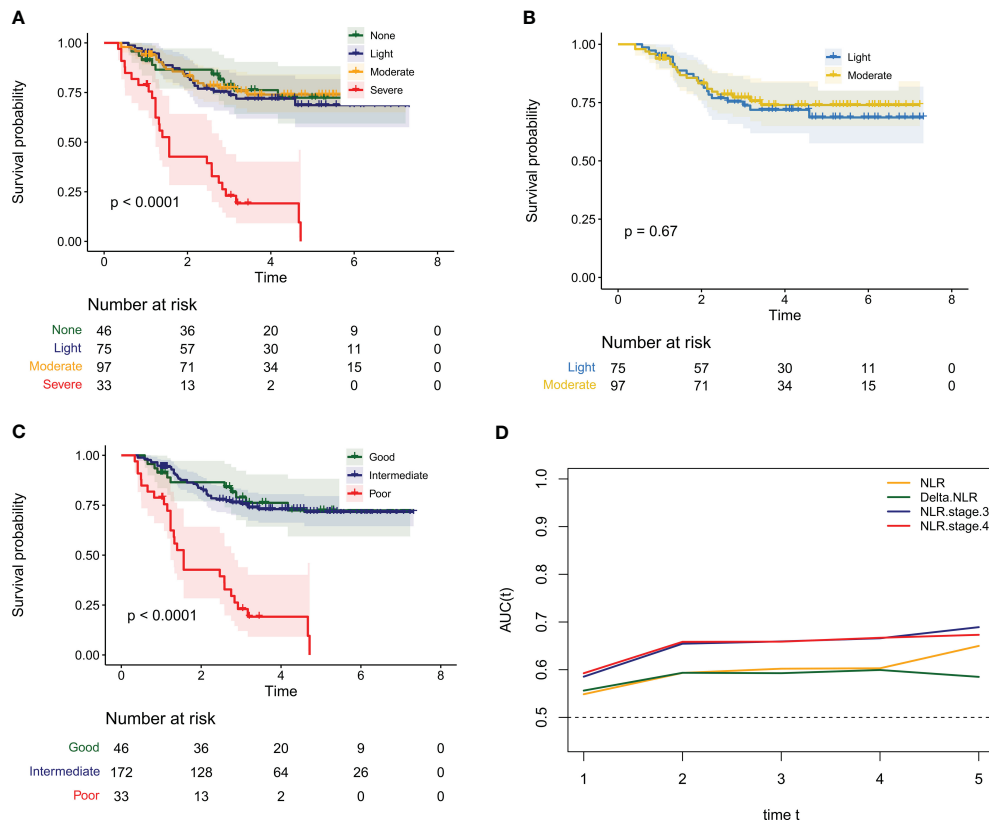 A
None
Light
Moderate
Severe
Survival probability
1.00
0.75
0.50
0.25
0.00
p < 0.0001
0 2 4 6 8
Time
Number at risk
None 46 36 20 9 0
Light 75 57 30 11 0
Moderate 97 71 34 15 0
Severe 33 13 2 0 0
B
Light
Moderate
Survival probability
1.00
0.75
0.50
0.25
0.00
p = 0.67
0 2 4 6 8
Time
Number at risk
Light 75 57 30 11 0
Moderate 97 71 34 15 0
C
Good
Intermediate
Poor
Survival probability
1.00
0.75
0.50
0.25
0.00
p < 0.0001
0 2 4 6 8
Time
Number at risk
Good 46 36 20 9 0
Intermediate 172 128 64 26 0
Poor 33 13 2 0 0
D
NLR
Delta.NLR
NLR.stage.3
NLR.stage.4
AUC(t)
1.0
0.9
0.8
0.7
0.6
0.5
1 2 3 4 5
time t